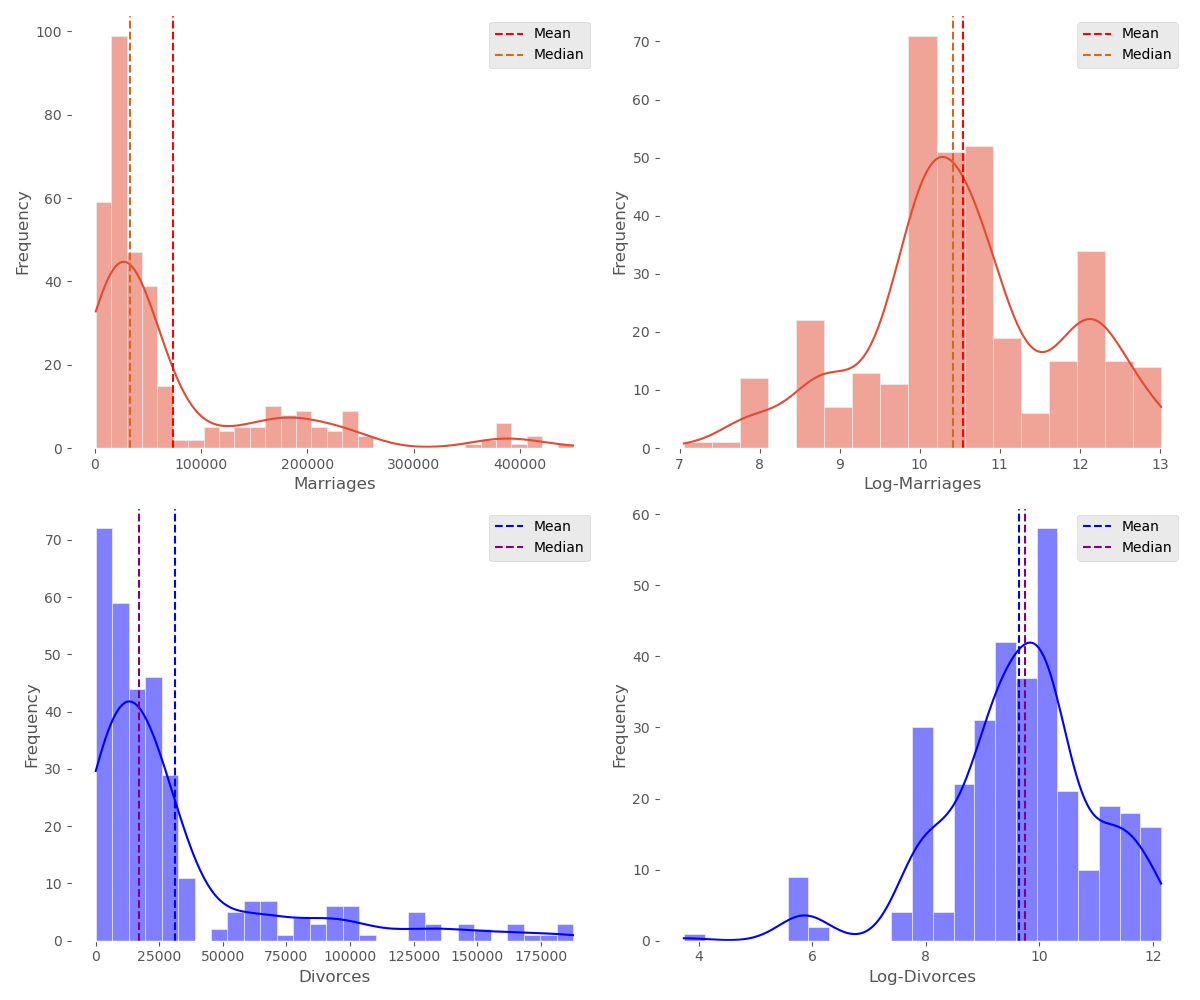 Mean
Median
Frequency
100
80
60
40
20
0
0 100000 200000 300000 400000
Marriages
Mean
Median
Frequency
70
60
50
40
30
20
10
0
7 8 9 10 11 12 13
Log-Marriages
Mean
Median
Frequency
70
60
50
40
30
20
10
0
0 25000 50000 75000 100000 125000 150000 175000
Divorces
Mean
Median
Frequency
60
50
40
30
20
10
0
4 6 8 10 12
Log-Divorces